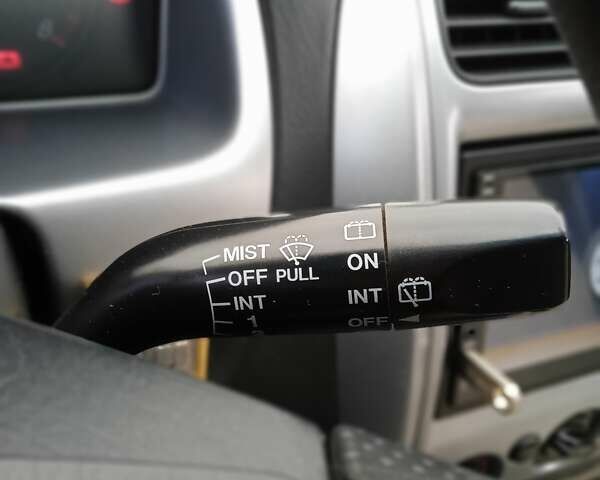 MIST
OFF PULL
INT
1
ON
INT
OFF